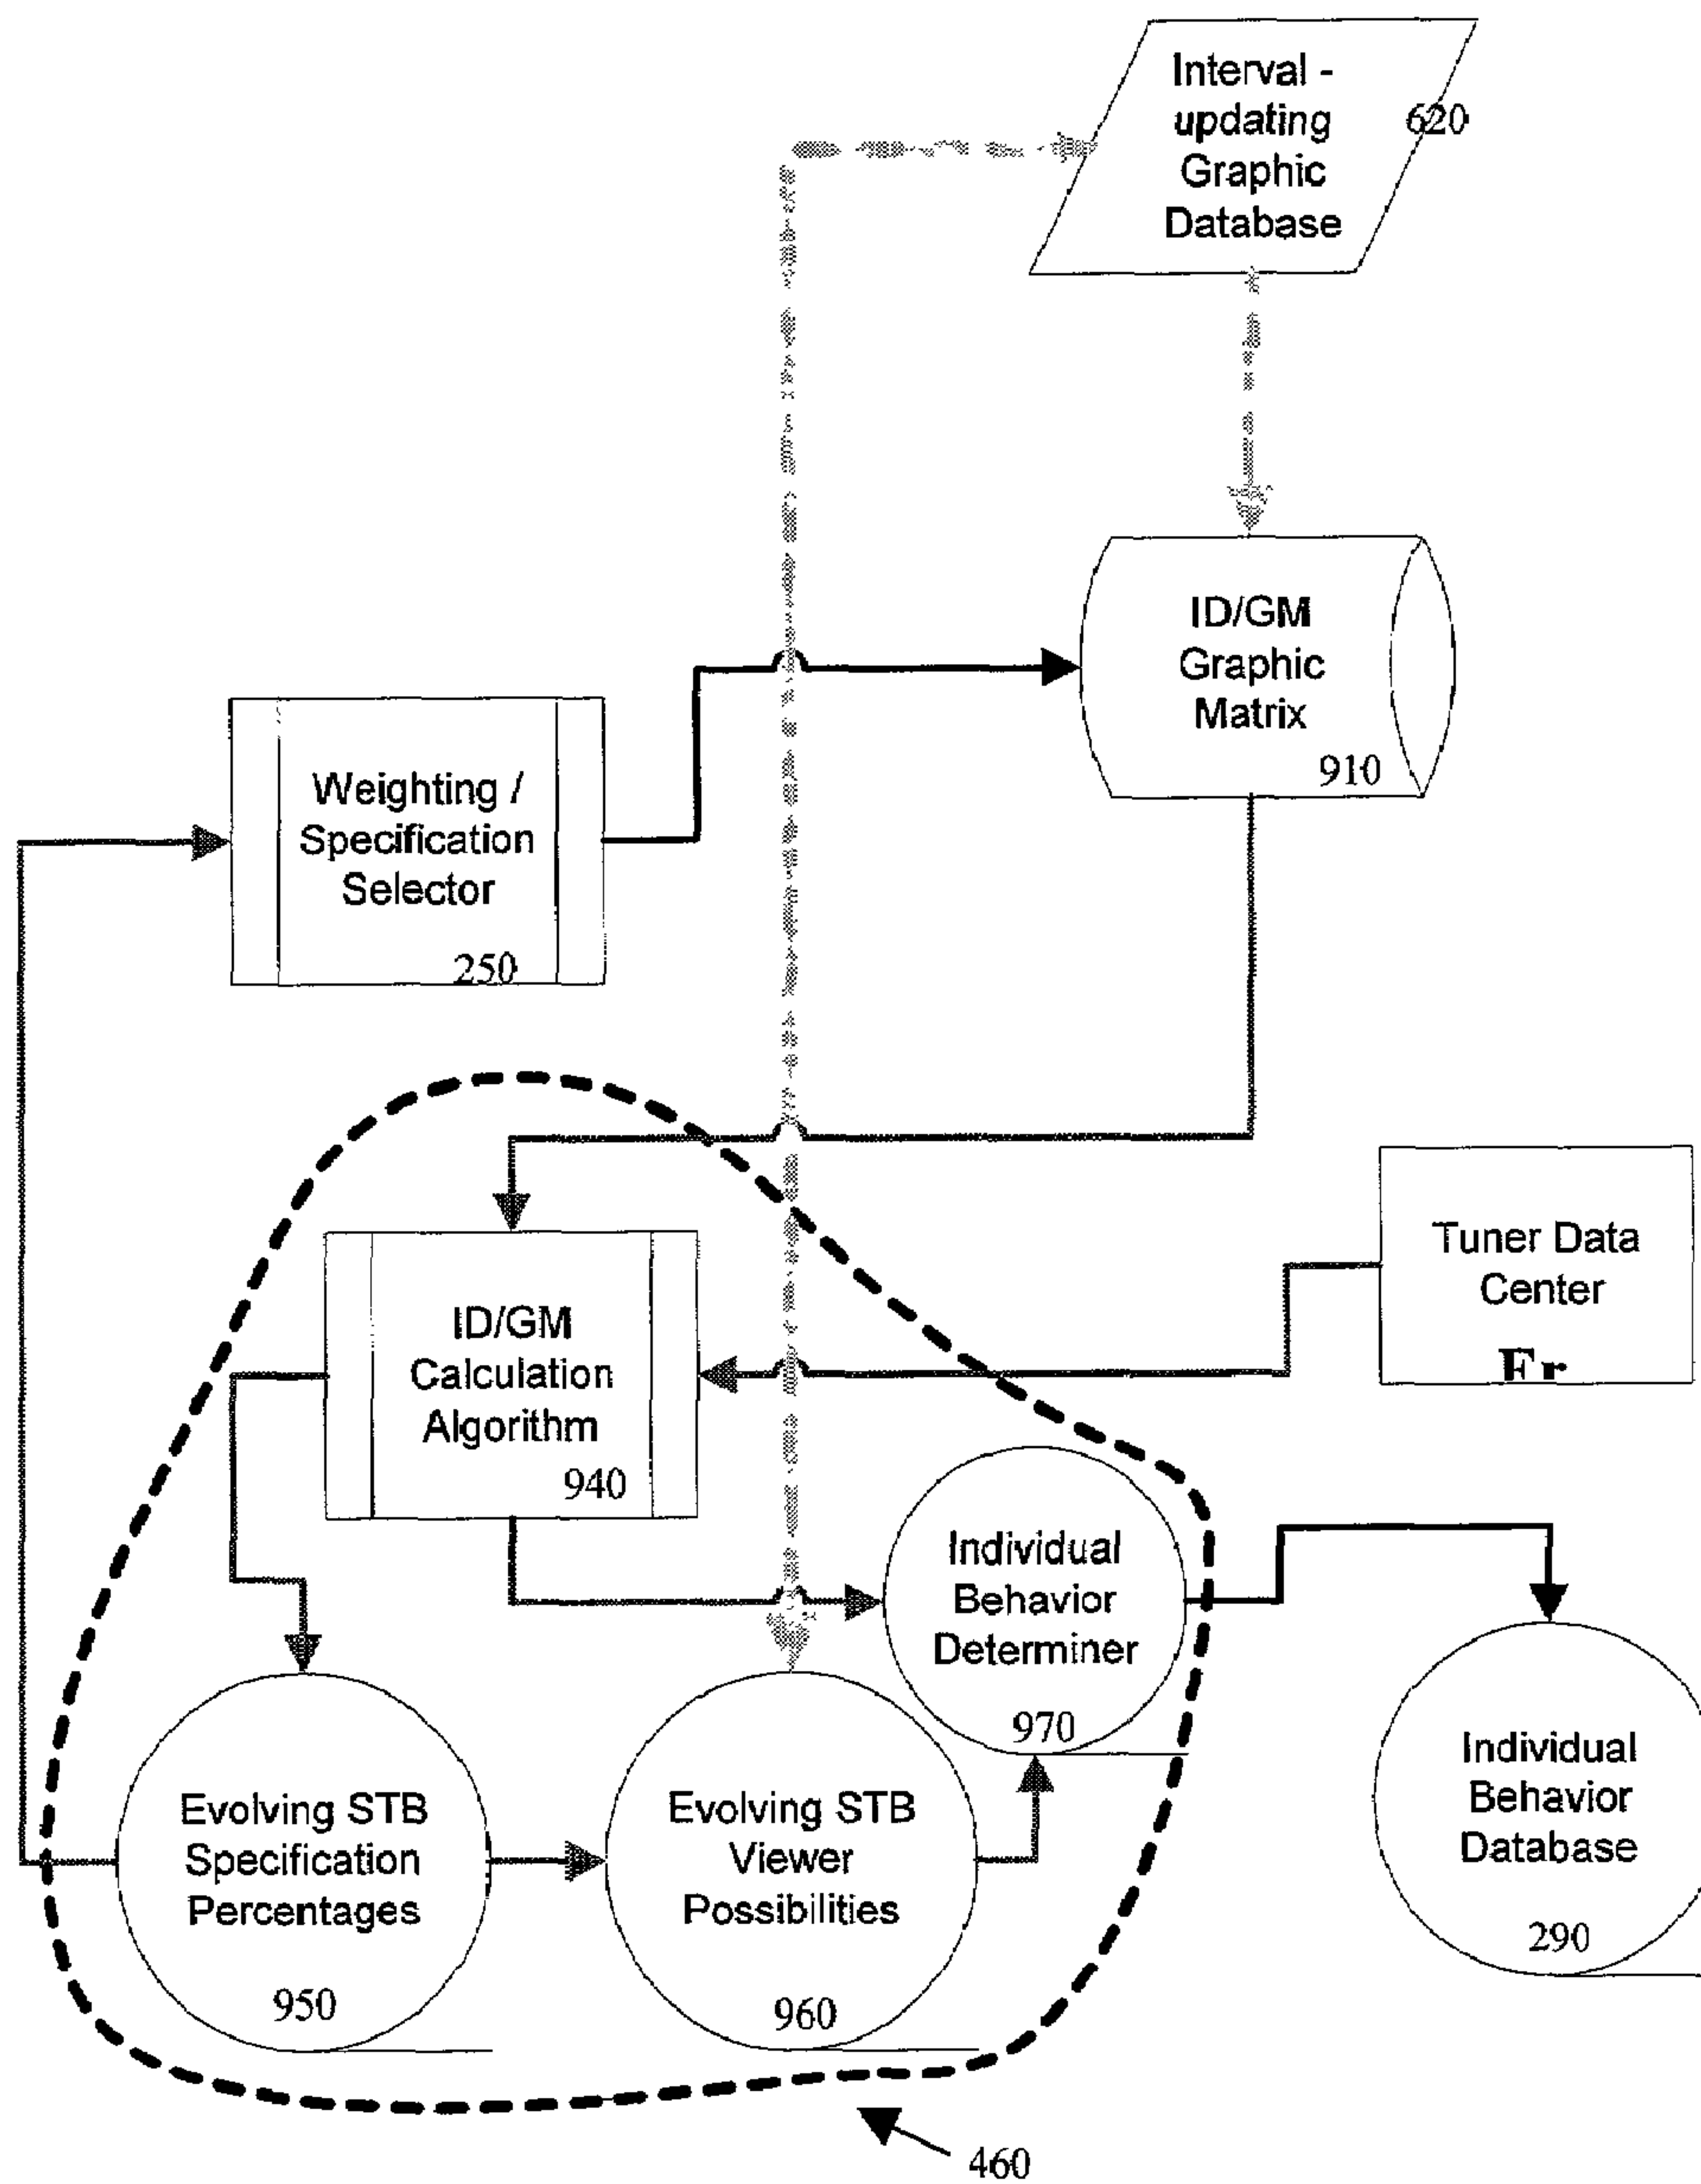 Interval -
updating
Graphic
Database
620
ID/GM
Graphic
Matrix
910
Weighting /
Specification
Selector
250
Tuner Data
Center
Fr
ID/GM
Calculation
Algorithm
940
Individual
Behavior
Determiner
970
Individual
Behavior
Database
290
Evolving STB
Specification
Percentages
950
Evolving STB
Viewer
Possibilities
960
460